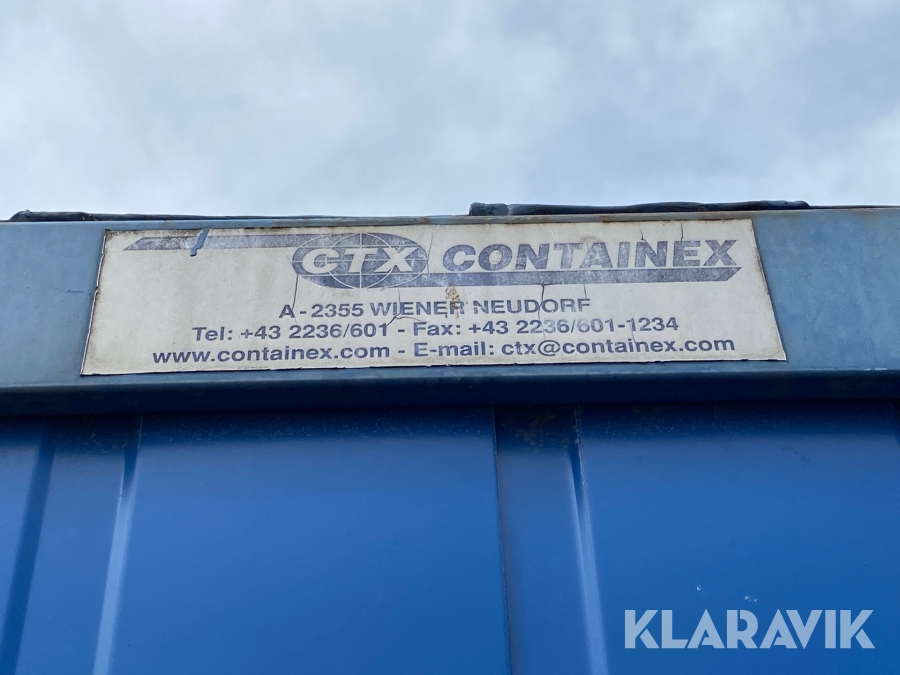 CTX CONTAINEX
A - 2355 WIENER NEUDORF
Tel: +43 2236/601 - Fax: +43 2236/601-1234
www.containex.com - E-mail: ctx@containex.com
KLARAVIK